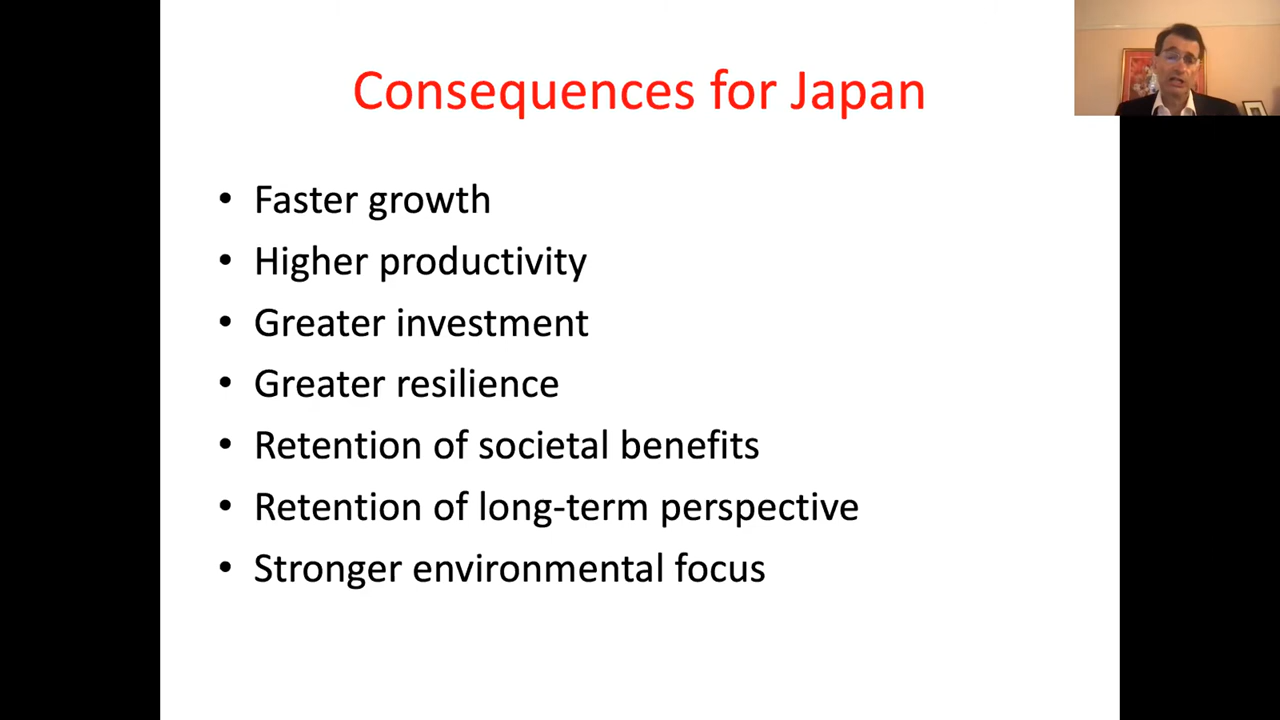 Consequences for Japan
• Faster growth
• Higher productivity
• Greater investment
• Greater resilience
• Retention of societal benefits
• Retention of long-term perspective
• Stronger environmental focus